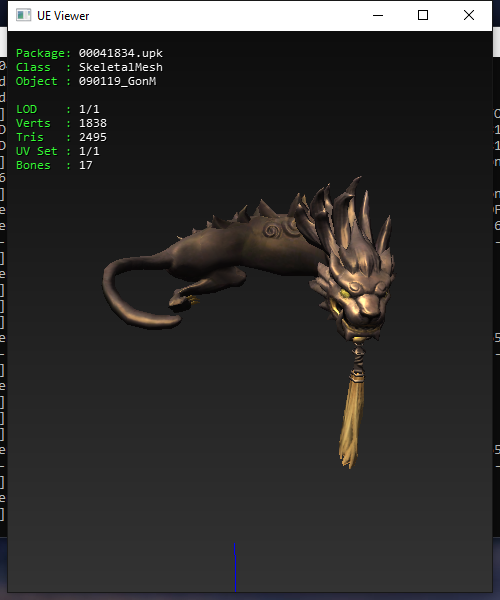 UE Viewer
Package: 00041834.upk
Class  : SkeletalMesh
Object : 090119_GonM
LOD    : 1/1
Verts  : 1838
Tris   : 2495
UV Set : 1/1
Bones  : 17